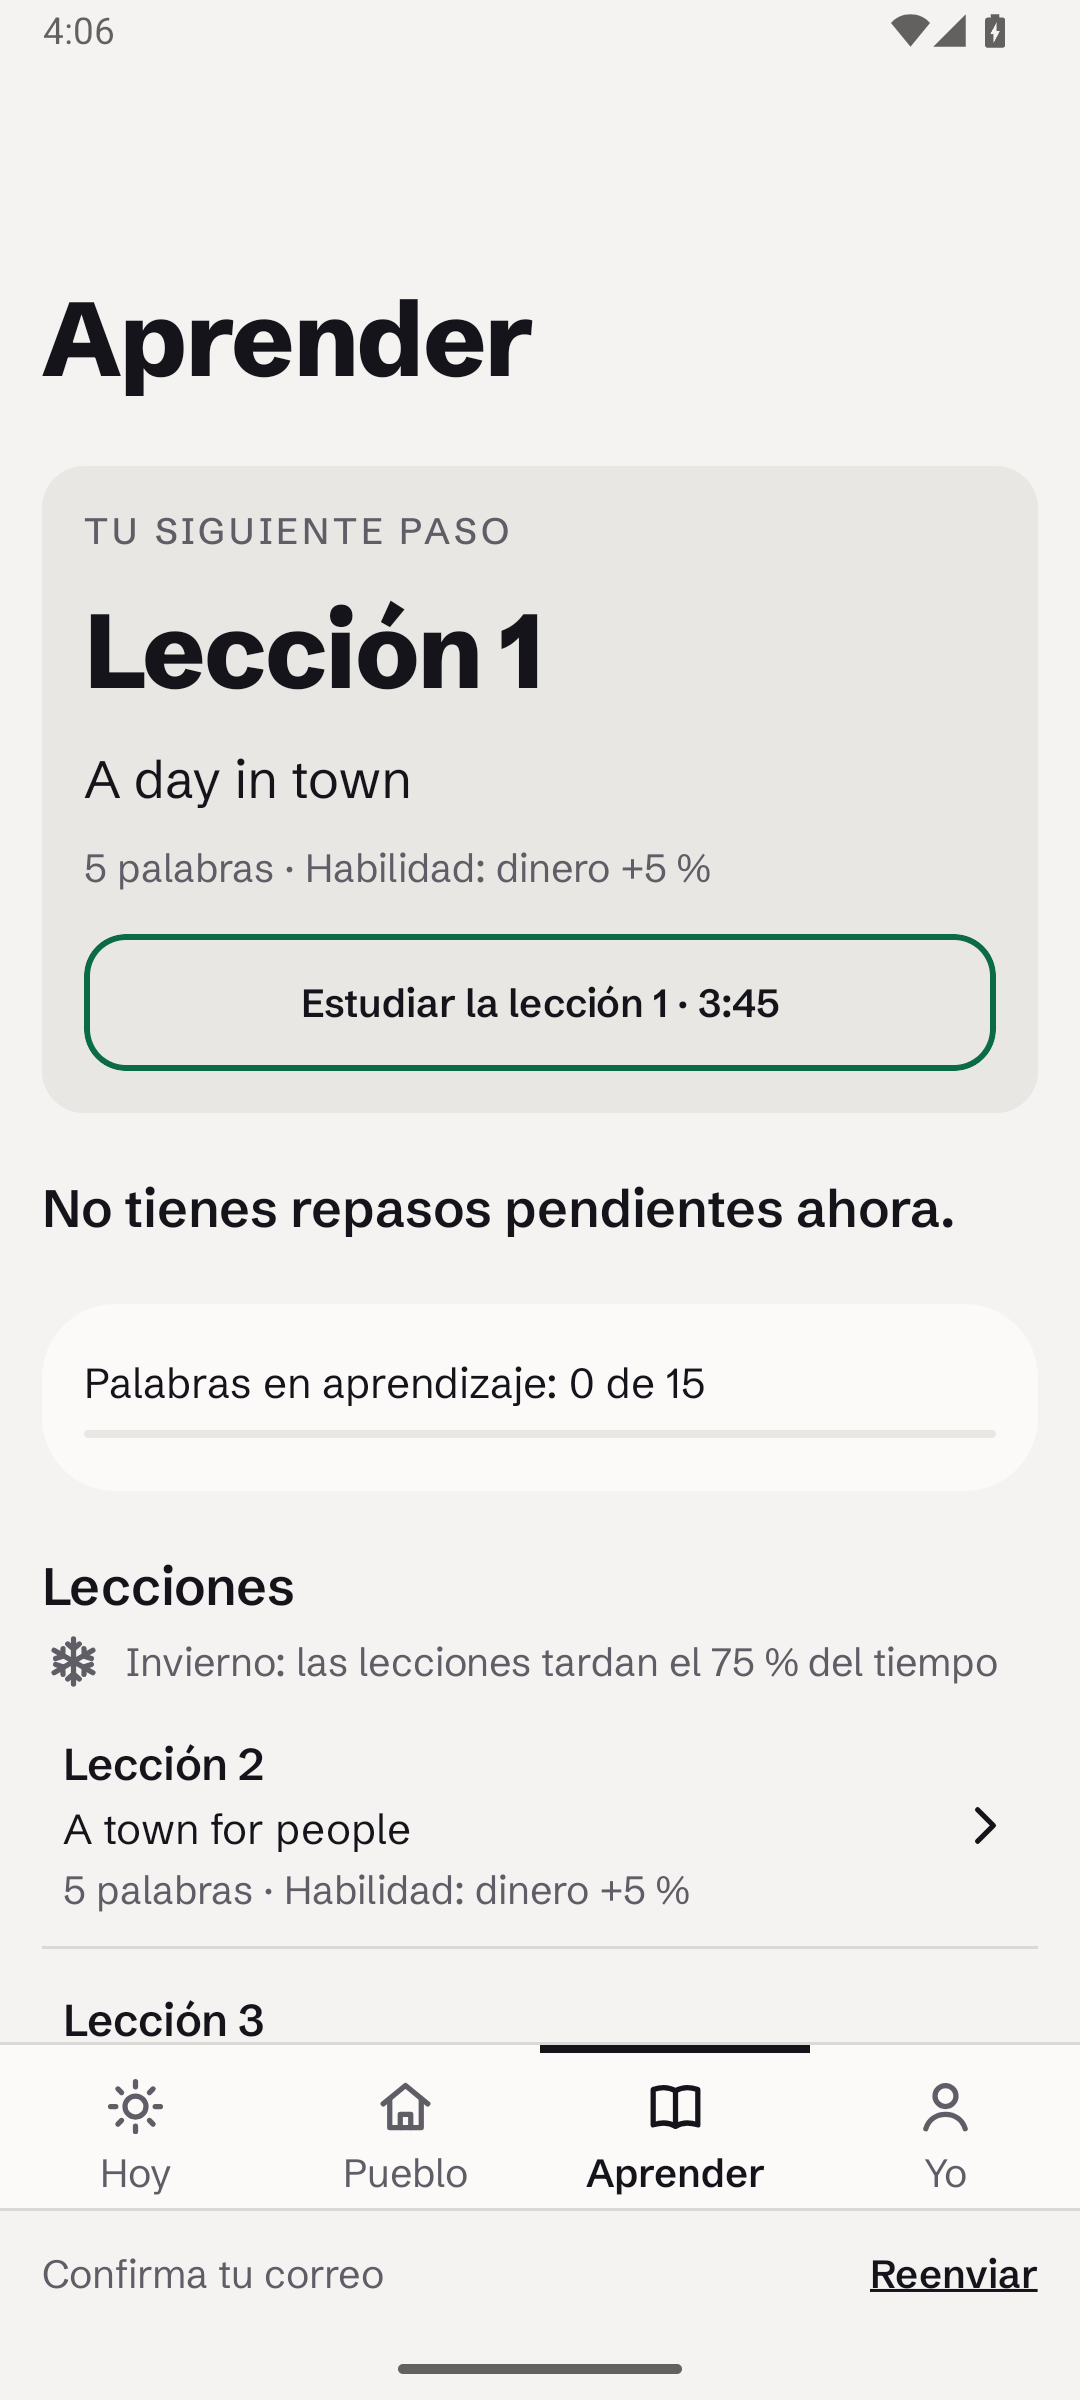 4:06
Aprender
TU SIGUIENTE PASO
Lección 1
A day in town
5 palabras · Habilidad: dinero +5 %
Estudiar la lección 1 · 3:45
No tienes repasos pendientes ahora.
Palabras en aprendizaje: 0 de 15
Lecciones
Invierno: las lecciones tardan el 75 % del tiempo
Lección 2
A town for people
5 palabras · Habilidad: dinero +5 %
Lección 3
Hoy
Pueblo
Aprender
Yo
Confirma tu correo
Reenviar